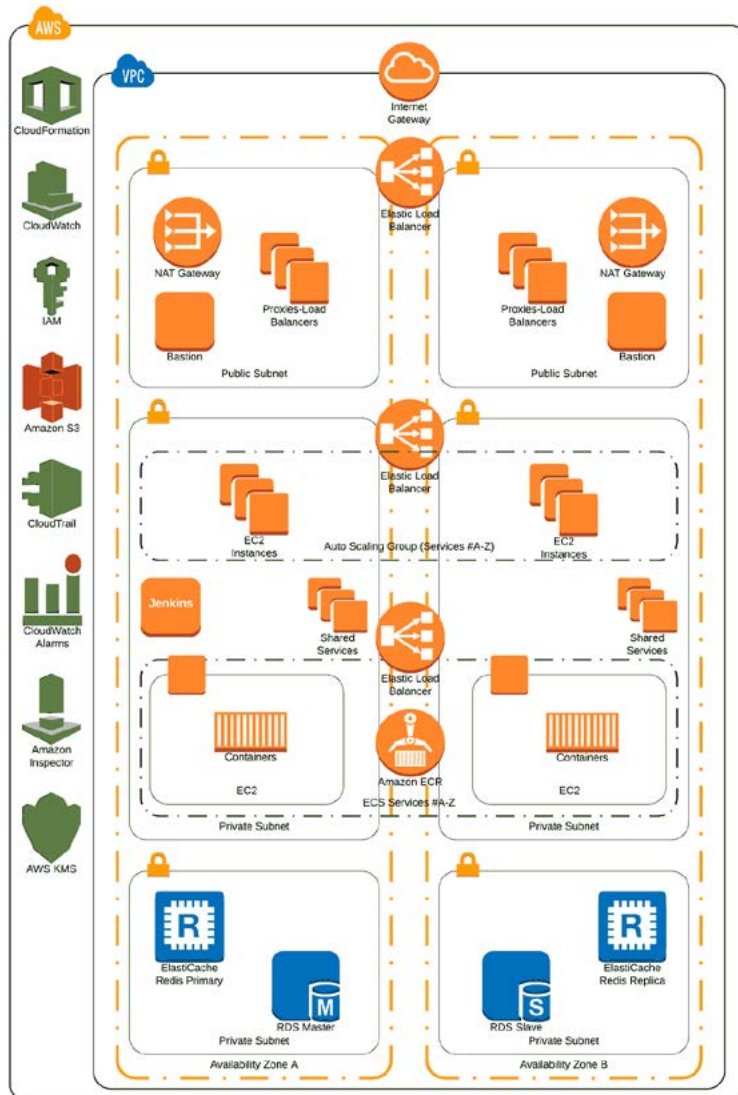 AWS
VPC
CloudFormation
CloudWatch
IAM
Amazon S3
CloudTrail
CloudWatch
Alarms
Amazon
Inspector
AWS KMS
Internet
Gateway
Elastic Load
Balancer
NAT Gateway
Proxies-Load
Balancers
Bastion
Public Subnet
NAT Gateway
Proxies-Load
Balancers
Bastion
Public Subnet
Elastic Load
Balancer
EC2
Instances
Auto Scaling Group (Services #A-Z)
EC2
Instances
Jenkins
Shared
Services
Elastic Load
Balancer
Shared
Services
Containers
EC2
Amazon ECR
ECS Services #A-Z
Containers
EC2
Private Subnet
Private Subnet
R
ElastiCache
Redis Primary
M
RDS Master
Private Subnet
Availability Zone A
R
ElastiCache
Redis Replica
S
RDS Slave
Private Subnet
Availability Zone B